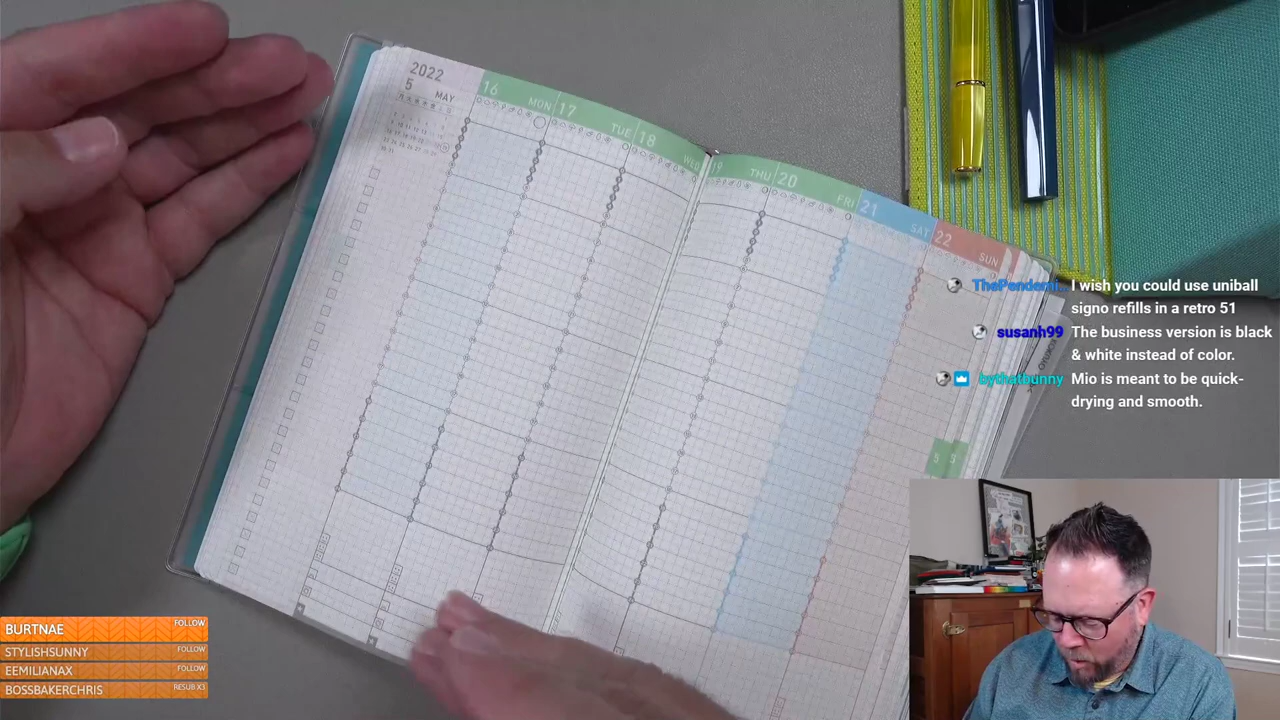 2022
5 MAY
16 MON
17 TUE
18 WED
19 THU
20 FRI
21 SAT
22 SUN
ThePendemi... I wish you could use uniball
signo refills in a retro 51
susanh99 The business version is black
& white instead of color.
bythatbunny Mio is meant to be quick-
drying and smooth.
5
BURTNAE FOLLOW
STYLISHSUNNY FOLLOW
EEMILIANAX FOLLOW
BOSSBAKERCHRIS RESUB X3